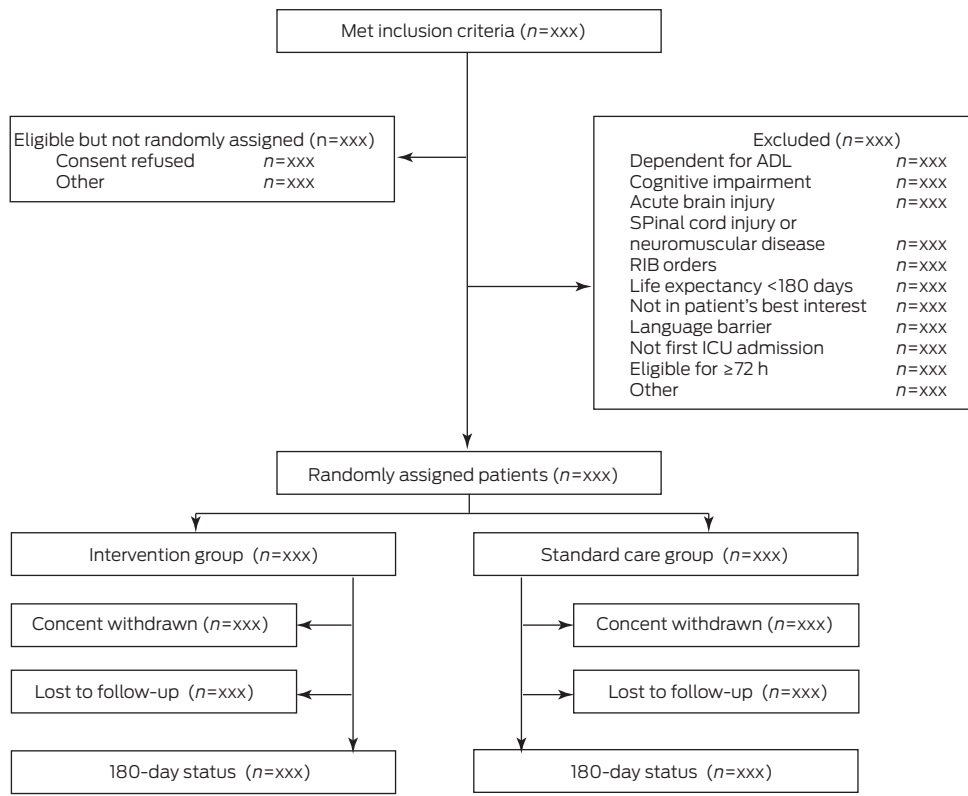 Met inclusion criteria (n=xxx)
Eligible but not randomly assigned (n=xxx)
Consent refused n=xxx
Other n=xxx
Excluded (n=xxx)
Dependent for ADL n=xxx
Cognitive impairment n=xxx
Acute brain injury n=xxx
SPinal cord injury or
neuromuscular disease n=xxx
RIB orders n=xxx
Life expectancy <180 days n=xxx
Not in patient's best interest n=xxx
Language barrier n=xxx
Not first ICU admission n=xxx
Eligible for ≥72 h n=xxx
Other n=xxx
Randomly assigned patients (n=xxx)
Intervention group (n=xxx)
Standard care group (n=xxx)
Concent withdrawn (n=xxx)
Concent withdrawn (n=xxx)
Lost to follow-up (n=xxx)
Lost to follow-up (n=xxx)
180-day status (n=xxx)
180-day status (n=xxx)